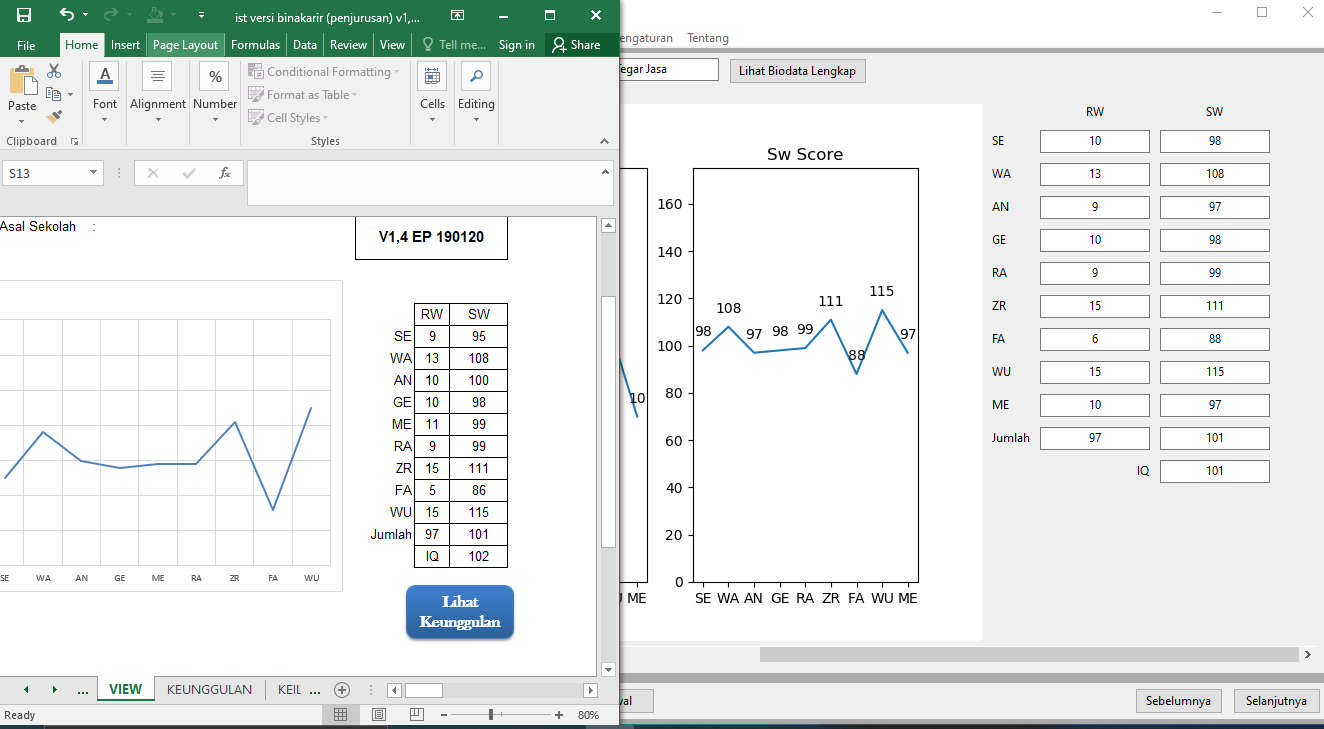 ist versi binakarir (penjurusan) v1,...
File Home Insert Page Layout Formulas Data Review View Tell me... Sign in Share
Paste Font Alignment Number Conditional Formatting Format as Table Cell Styles Cells Editing
Clipboard Styles
S13 fx
Asal Sekolah :
V1,4 EP 190120
RW SW
SE 9 95
WA 13 108
AN 10 100
GE 10 98
ME 11 99
RA 9 99
ZR 15 111
FA 5 86
WU 15 115
Jumlah 97 101
IQ 102
SE WA AN GE ME RA ZR FA WU
Lihat
Keunggulan
... VIEW KEUNGGULAN KEIL ...
Ready 80%
engaturan Tentang
egar Jasa Lihat Biodata Lengkap
Sw Score
160
140
120
100
80
60
40
20
0
98 108 97 98 99 111 88 115 97
10
ME
SE WA AN GE RA ZR FA WU ME
RW SW
SE 10 98
WA 13 108
AN 9 97
GE 10 98
RA 9 99
ZR 15 111
FA 6 88
WU 15 115
ME 10 97
Jumlah 97 101
IQ 101
val Sebelumnya Selanjutnya